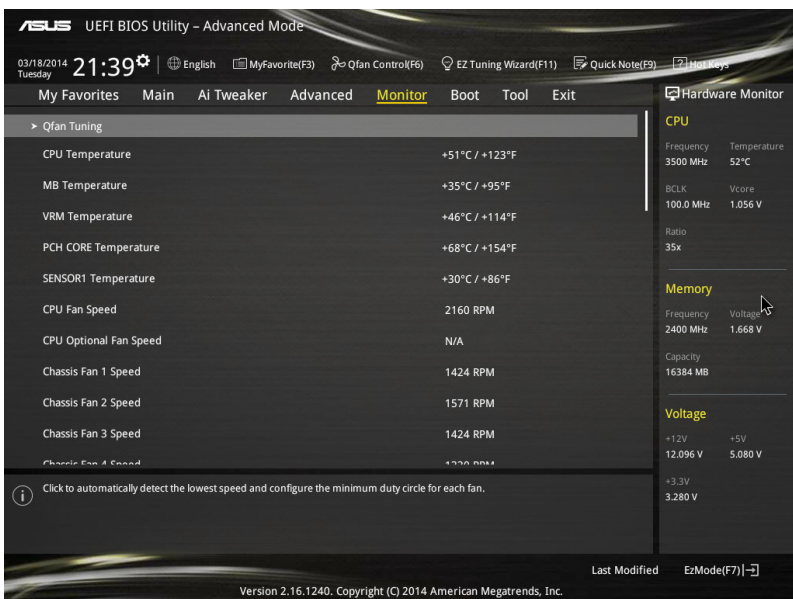 ASUS UEFI BIOS Utility – Advanced Mode
03/18/2014 Tuesday 21:39 English MyFavorite(F3) Qfan Control(F6) EZ Tuning Wizard(F11) Quick Note(F9) ? Hot Keys
My Favorites Main Ai Tweaker Advanced Monitor Boot Tool Exit
> Qfan Tuning
CPU Temperature +51°C / +123°F
MB Temperature +35°C / +95°F
VRM Temperature +46°C / +114°F
PCH CORE Temperature +68°C / +154°F
SENSOR1 Temperature +30°C / +86°F
CPU Fan Speed 2160 RPM
CPU Optional Fan Speed N/A
Chassis Fan 1 Speed 1424 RPM
Chassis Fan 2 Speed 1571 RPM
Chassis Fan 3 Speed 1424 RPM
Chassis Fan 4 Speed
Click to automatically detect the lowest speed and configure the minimum duty circle for each fan.
Hardware Monitor
CPU
Frequency Temperature
3500 MHz 52°C
BCLK Vcore
100.0 MHz 1.056 V
Ratio
35x
Memory
Frequency Voltage
2400 MHz 1.668 V
Capacity
16384 MB
Voltage
+12V +5V
12.096 V 5.080 V
+3.3V
3.280 V
Last Modified EzMode(F7)
Version 2.16.1240. Copyright (C) 2014 American Megatrends, Inc.